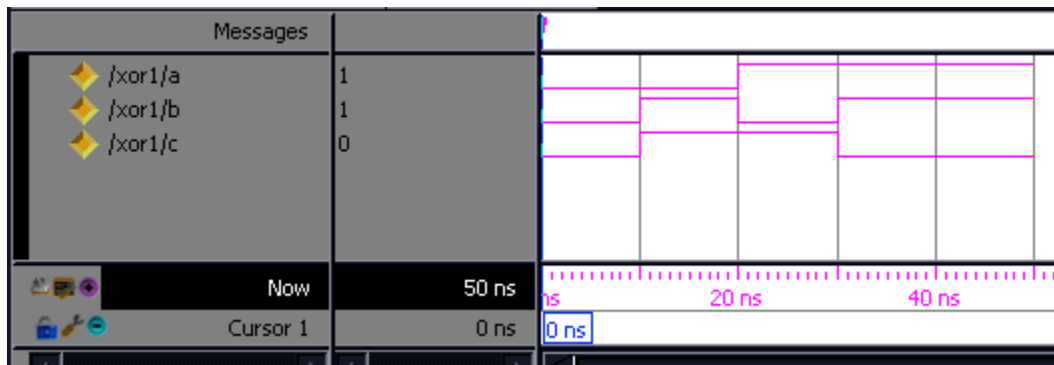 Messages
/xor1/a 1
/xor1/b 1
/xor1/c 0
Now 50 ns ns 20 ns 40 ns
Cursor 1 0 ns 0 ns